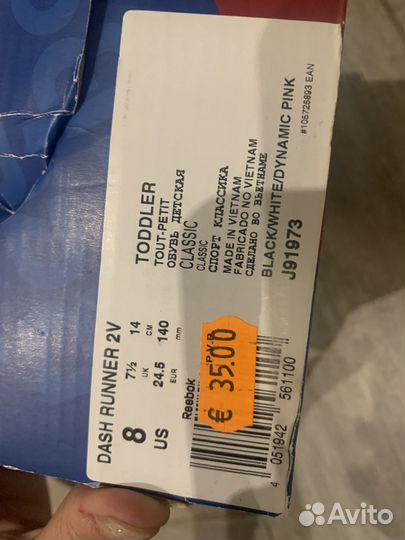 DASH RUNNER 2V
8 US
7½ UK
24.5 EUR
14 CM
140 mm
TODDLER
TOUT-PETIT
ОБУВЬ ДЕТСКАЯ
CLASSIC
CLASSIC
СПОРТ КЛАССИКА
MADE IN VIETNAM
FABRICADO NO VIETNAM
СДЕЛАНО ВО ВЬЕТНАМЕ
BLACK/WHITE/DYNAMIC PINK
J91973
#105725893 EAN
Reebok
€ 35.00
4 051942 561100
Avito